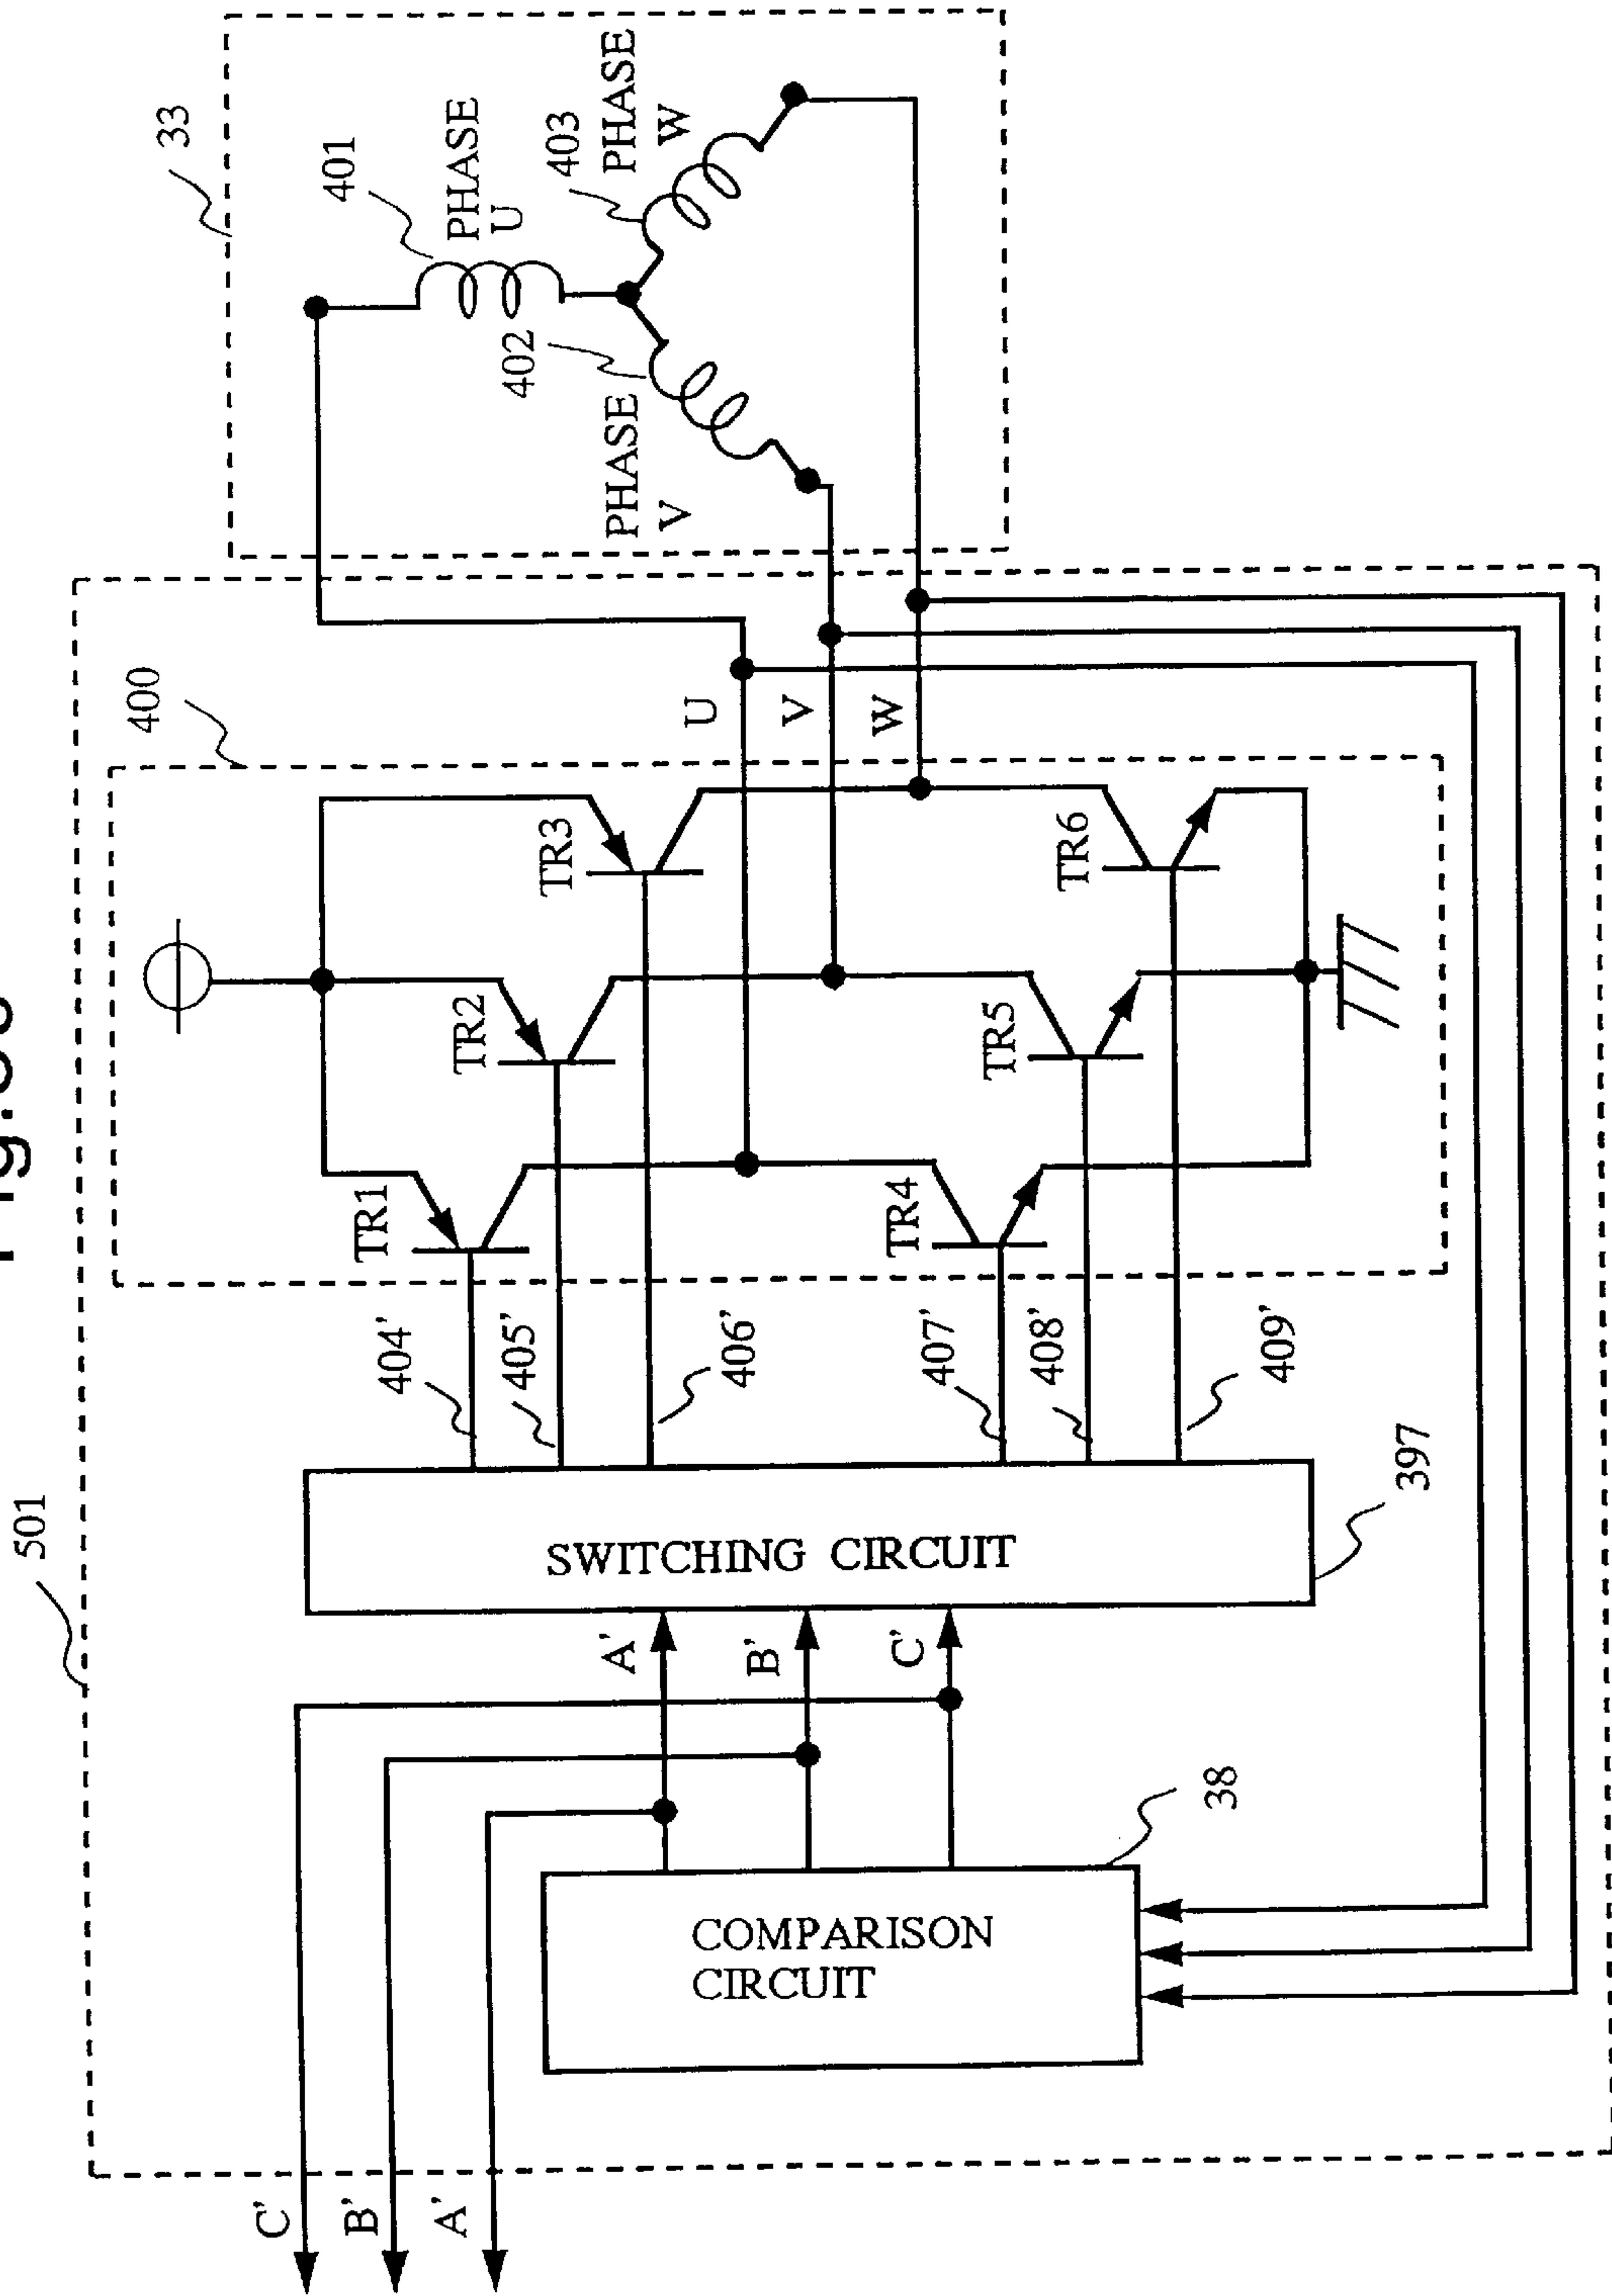 501
400
33
C'
B'
A'
A'
B'
C'
COMPARISON
CIRCUIT
38
SWITCHING CIRCUIT
397
404'
405'
406'
407'
408'
409'
TR1
TR2
TR3
TR4
TR5
TR6
U
V
W
401
PHASE
U
402
PHASE
V
403
PHASE
W